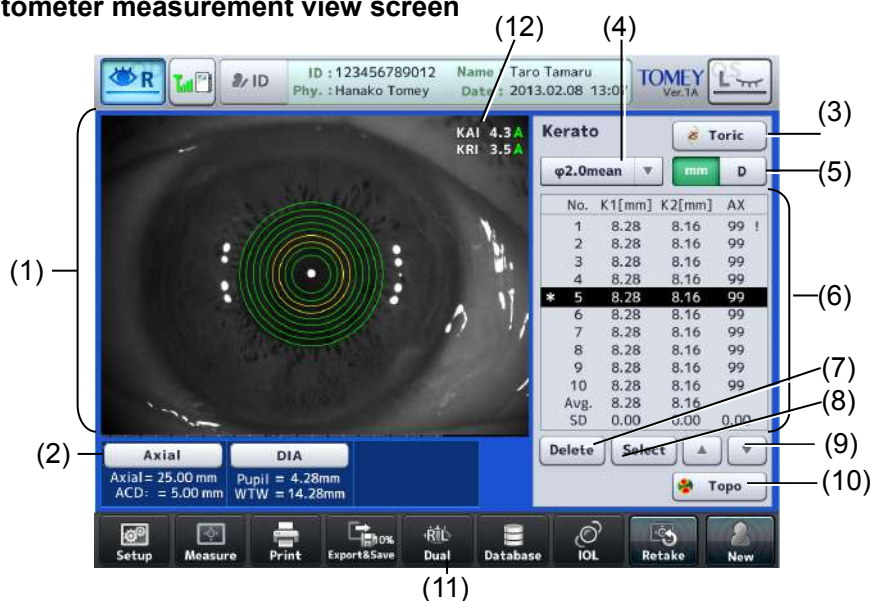 tometer measurement view screen
(12) (4)
R ID ID : 123456789012 Name : Taro Tamaru TOMEY L
Phy. : Hanako Tomey Date : 2013.02.08 13:07 Ver.1A
(1)
KAI 4.3 A
KRI 3.5 A
Kerato Toric (3)
φ2.0mean ▼ mm D (5)
No. K1[mm] K2[mm] AX
1 8.28 8.16 99 !
2 8.28 8.16 99
3 8.28 8.16 99
4 8.28 8.16 99
* 5 8.28 8.16 99 (6)
6 8.28 8.16 99
7 8.28 8.16 99
8 8.28 8.16 99
9 8.28 8.16 99
10 8.28 8.16 99
Avg. 8.28 8.16
SD 0.00 0.00 0.00
(7)
(8)
Delete Select ▲ ▼ (9)
Topo (10)
(2) Axial DIA
Axial= 25.00 mm Pupil = 4.28mm
ACD: = 5.00 mm WTW = 14.28mm
Setup Measure Print Export&Save 10% R/L Dual Database IOL Retake New
(11)